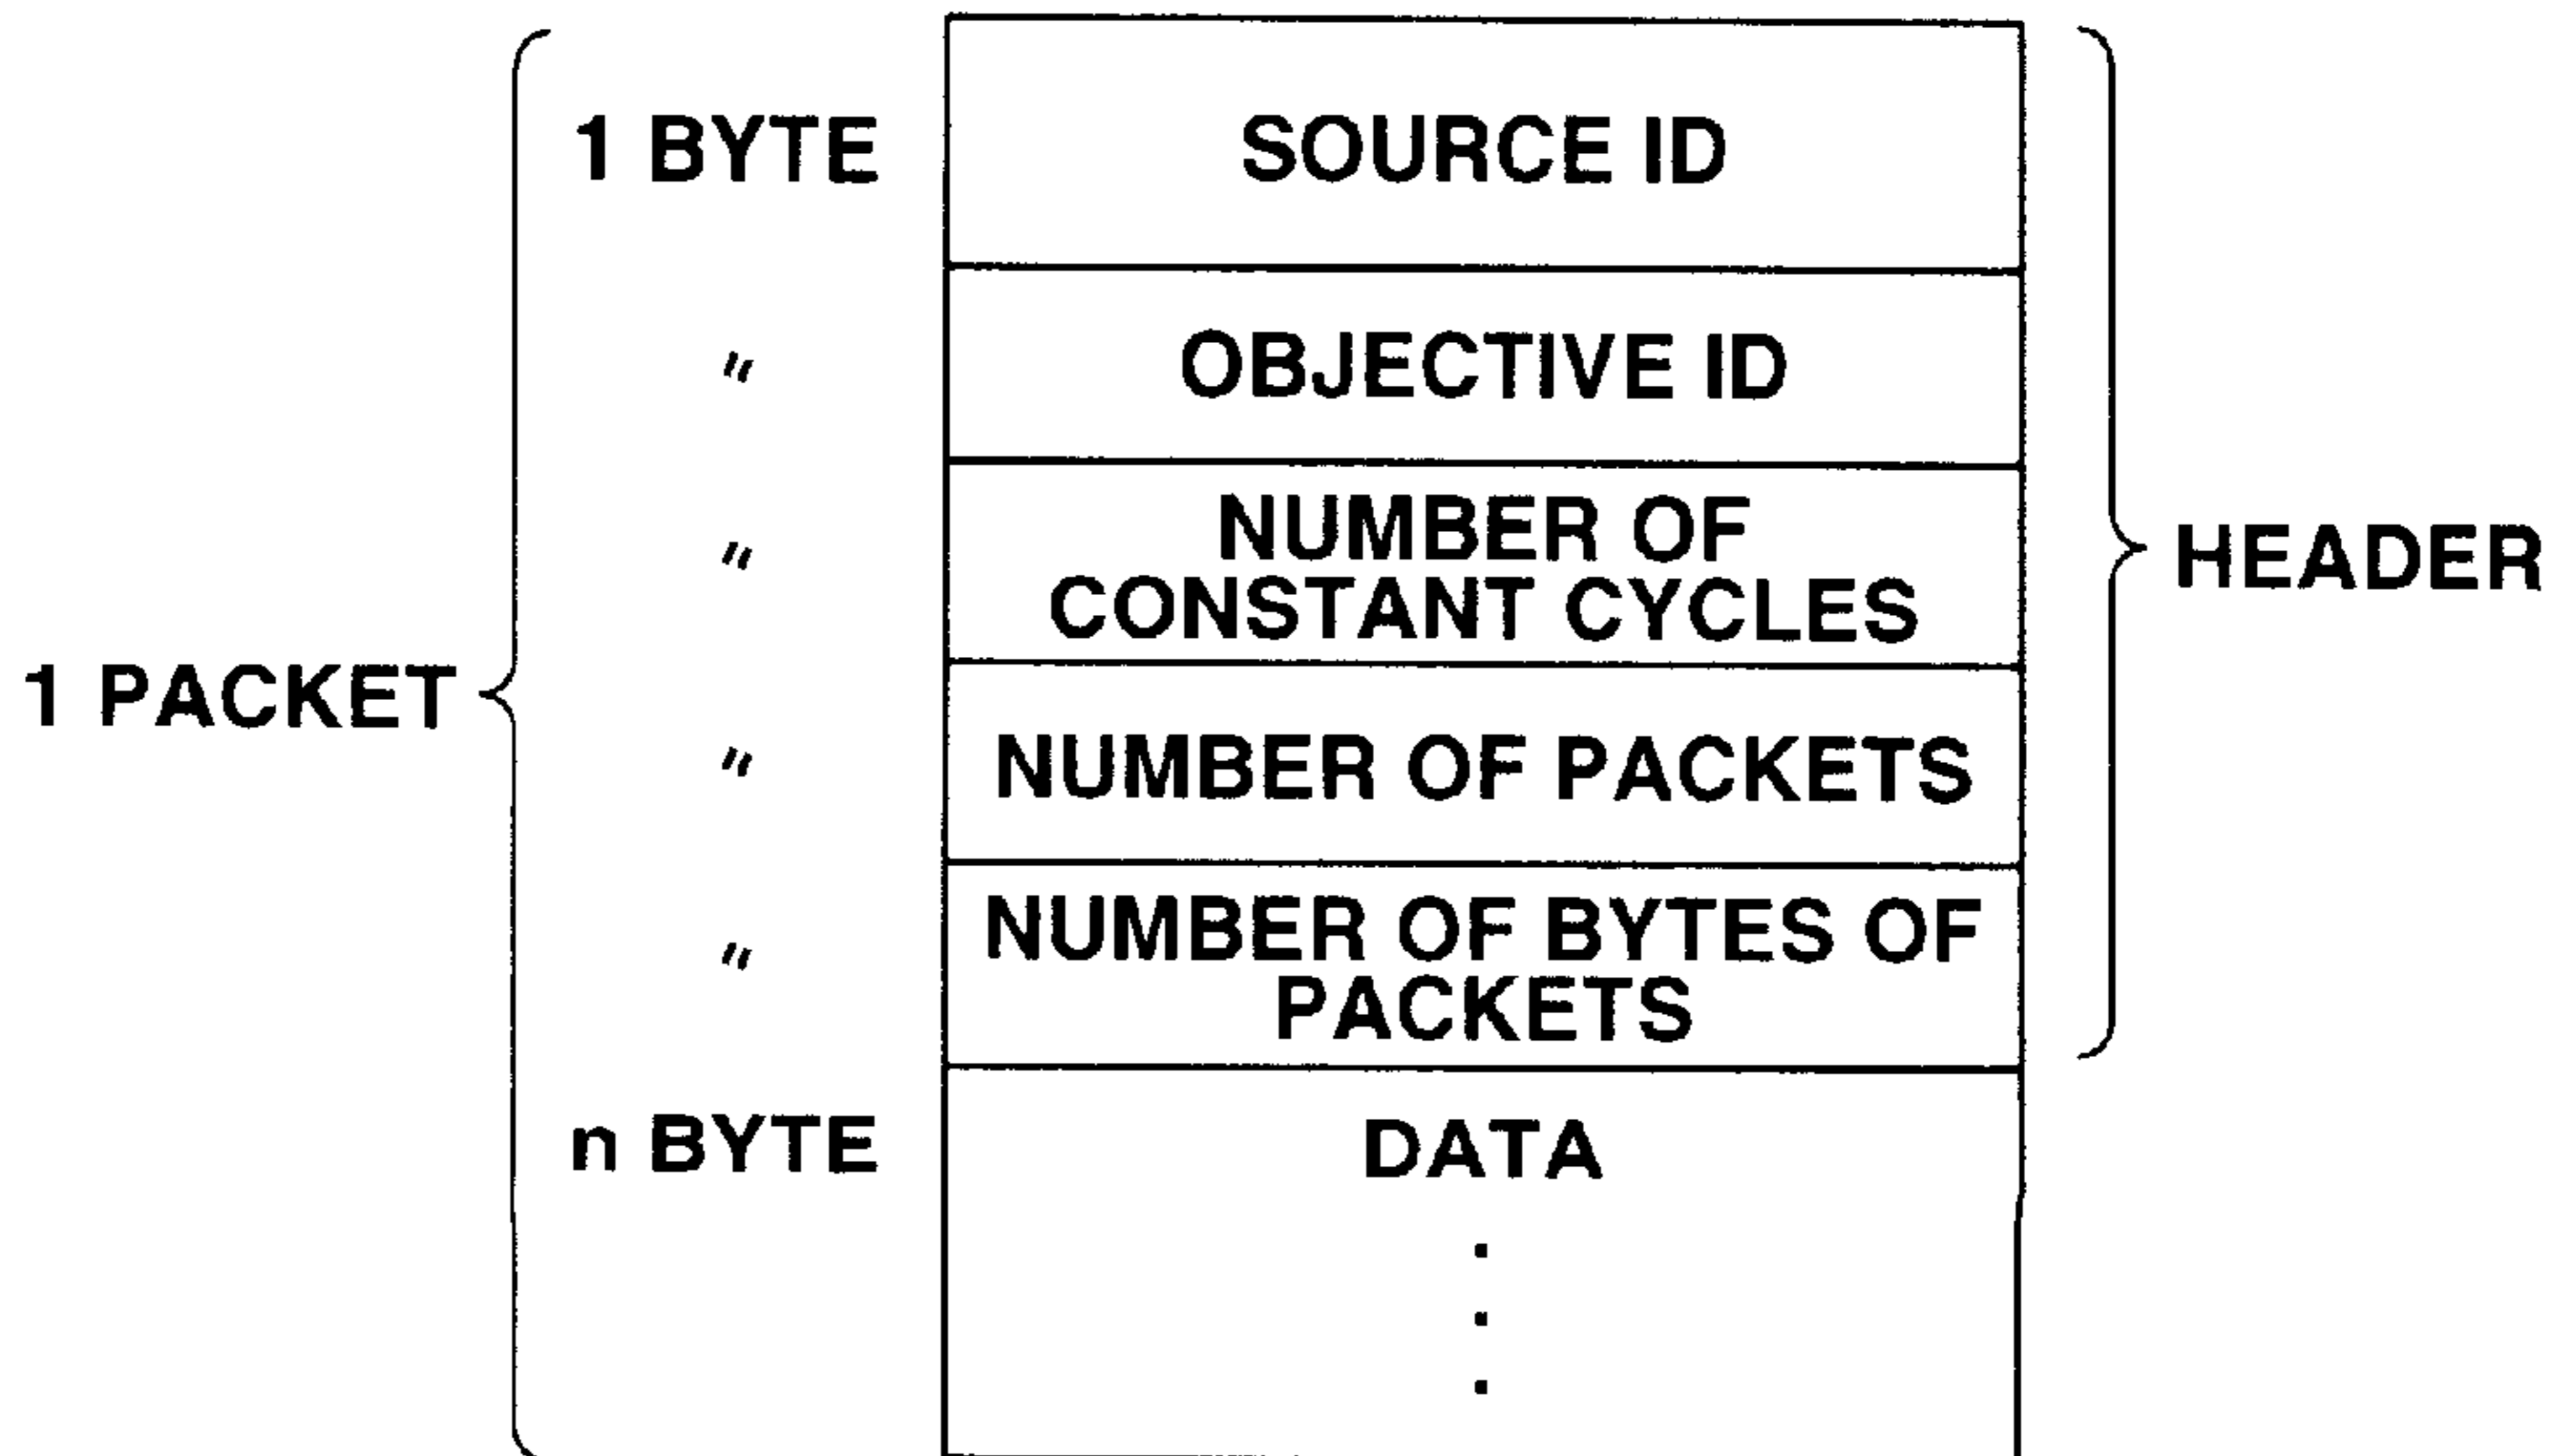 1 BYTE SOURCE ID
" OBJECTIVE ID
" NUMBER OF
CONSTANT CYCLES
HEADER
1 PACKET
" NUMBER OF PACKETS
" NUMBER OF BYTES OF
PACKETS
n BYTE DATA